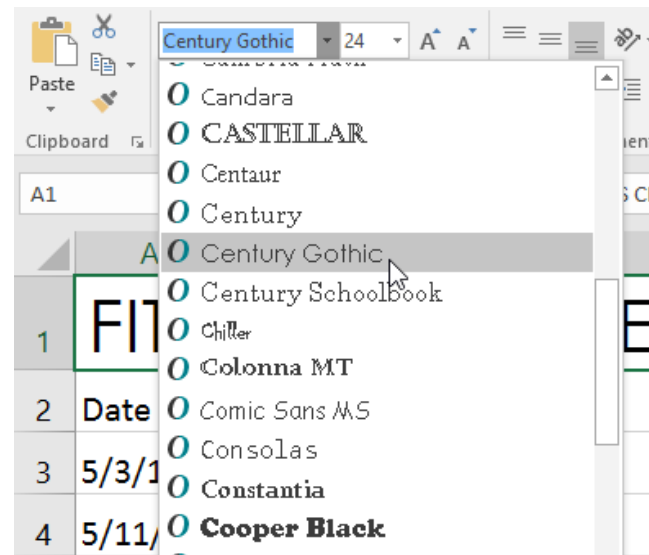 Century Gothic 24 A A
Paste
Clipboard
A1
A
O Candara
O CASTELLAR
O Centaur
O Century
O Century Gothic
O Century Schoolbook
O Chiller
O Colonna MT
O Comic Sans MS
O Consolas
O Constantia
O Cooper Black
1 FIT E
2 Date
3 5/3/1
4 5/11/